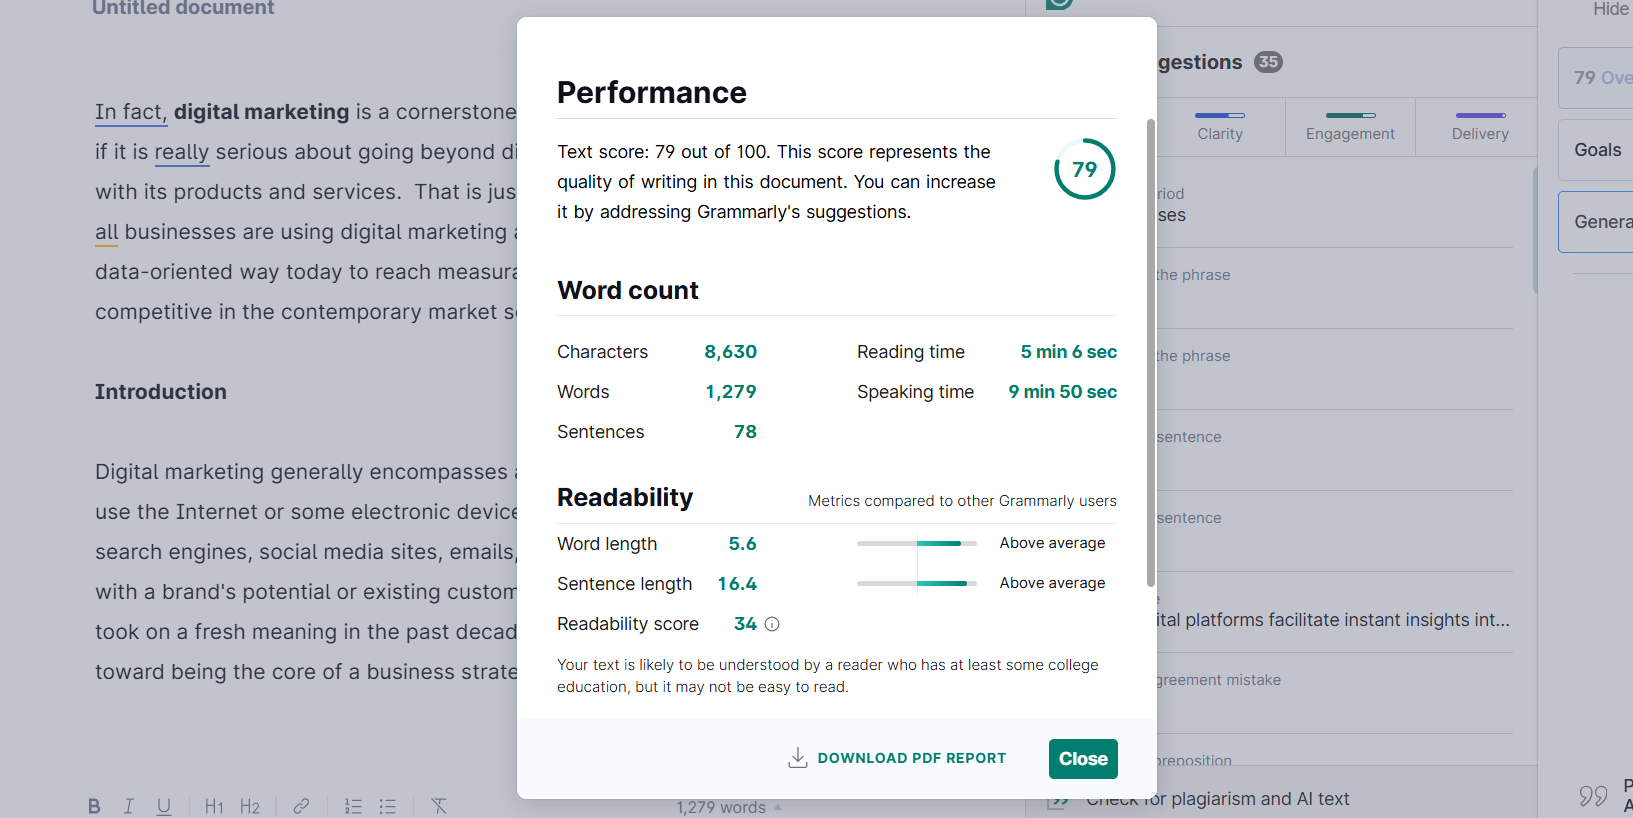 Untitled document
In fact, digital marketing is a cornerstone
if it is really serious about going beyond di
with its products and services. That is jus
all businesses are using digital marketing
data-oriented way today to reach measura
competitive in the contemporary market s
Introduction
Digital marketing generally encompasses
use the Internet or some electronic device
search engines, social media sites, emails,
with a brand's potential or existing custom
took on a fresh meaning in the past decad
toward being the core of a business strate
B I U H1 H2
1,279 words
Performance
Text score: 79 out of 100. This score represents the
quality of writing in this document. You can increase
it by addressing Grammarly's suggestions.
79
Word count
Characters 8,630
Reading time 5 min 6 sec
Words 1,279
Speaking time 9 min 50 sec
Sentences 78
Readability
Metrics compared to other Grammarly users
Word length 5.6 Above average
Sentence length 16.4 Above average
Readability score 34
Your text is likely to be understood by a reader who has at least some college
education, but it may not be easy to read.
DOWNLOAD PDF REPORT
Close
gestions 35
Clarity Engagement Delivery
riod
ses
the phrase
the phrase
sentence
sentence
ital platforms facilitate instant insights int...
greement mistake
preposition
Check for plagiarism and AI text
Hide
79 Ove
Goals
Genera
P
A